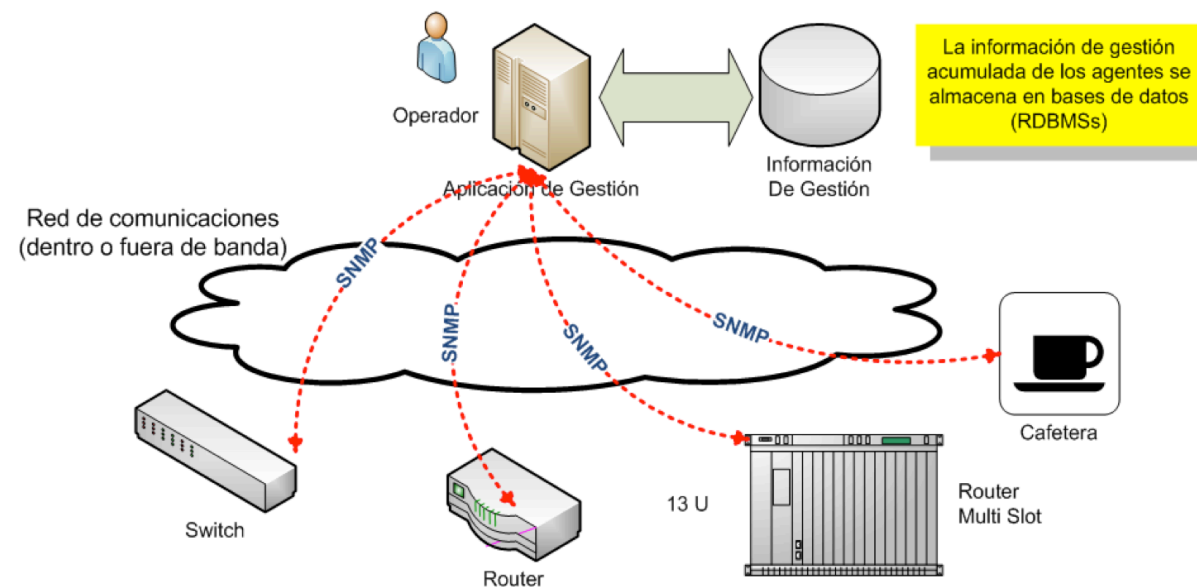 La información de gestión
acumulada de los agentes se
almacena en bases de datos
(RDBMSs)
Operador
Aplicación de Gestión
Información
De Gestión
Red de comunicaciones
(dentro o fuera de banda)
SNMP
SNMP
SNMP
SNMP
Cafetera
Switch
Router
13 U
Router
Multi Slot